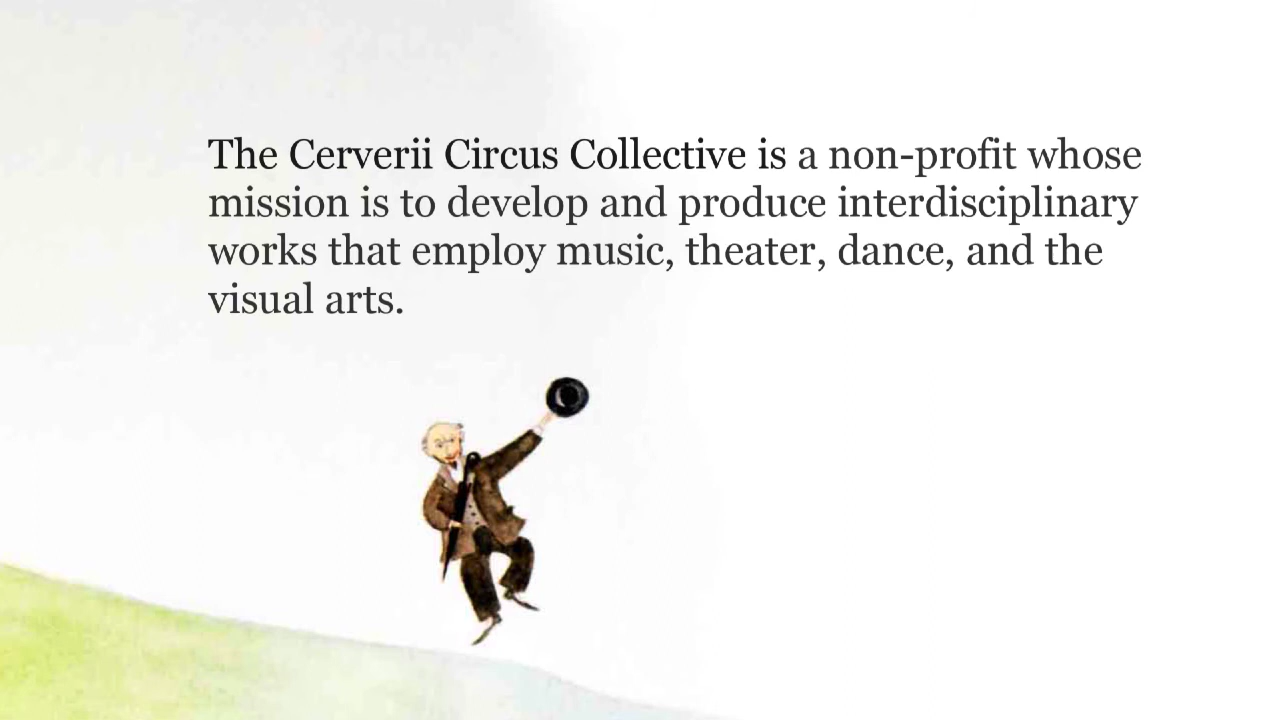 The Cerverii Circus Collective is a non-profit whose
mission is to develop and produce interdisciplinary
works that employ music, theater, dance, and the
visual arts.